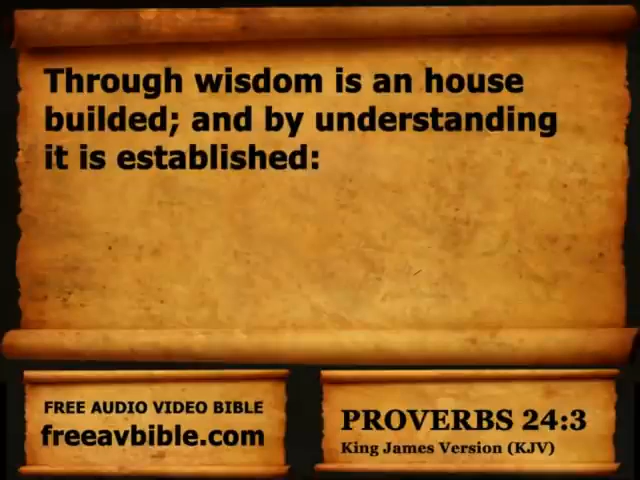 Through wisdom is an house
builded; and by understanding
it is established:
FREE AUDIO VIDEO BIBLE
freeavbible.com
PROVERBS 24:3
King James Version (KJV)